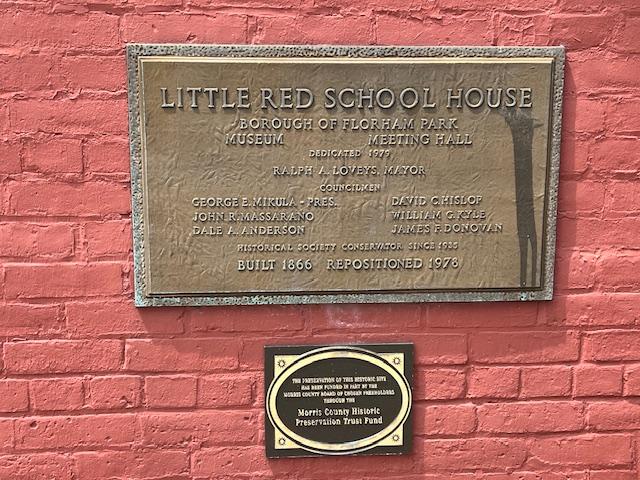 LITTLE RED SCHOOL HOUSE
BOROUGH OF FLORHAM PARK
MUSEUM MEETING HALL
DEDICATED 1979
RALPH A. LOVEYS, MAYOR
COUNCILMEN
GEORGE E. MIKULA - PRES. DAVID C. HISLOP
JOHN R. MASSARANO WILLIAM G. KYLE
DALE A. ANDERSON JAMES F. DONOVAN
HISTORICAL SOCIETY CONSERVATOR SINCE 1935
BUILT 1866 REPOSITIONED 1978
THE PRESERVATION OF THIS HISTORIC SITE
HAS BEEN FUNDED IN PART BY THE
MORRIS COUNTY BOARD OF CHOSEN FREEHOLDERS
THROUGH THE
Morris County Historic
Preservation Trust Fund